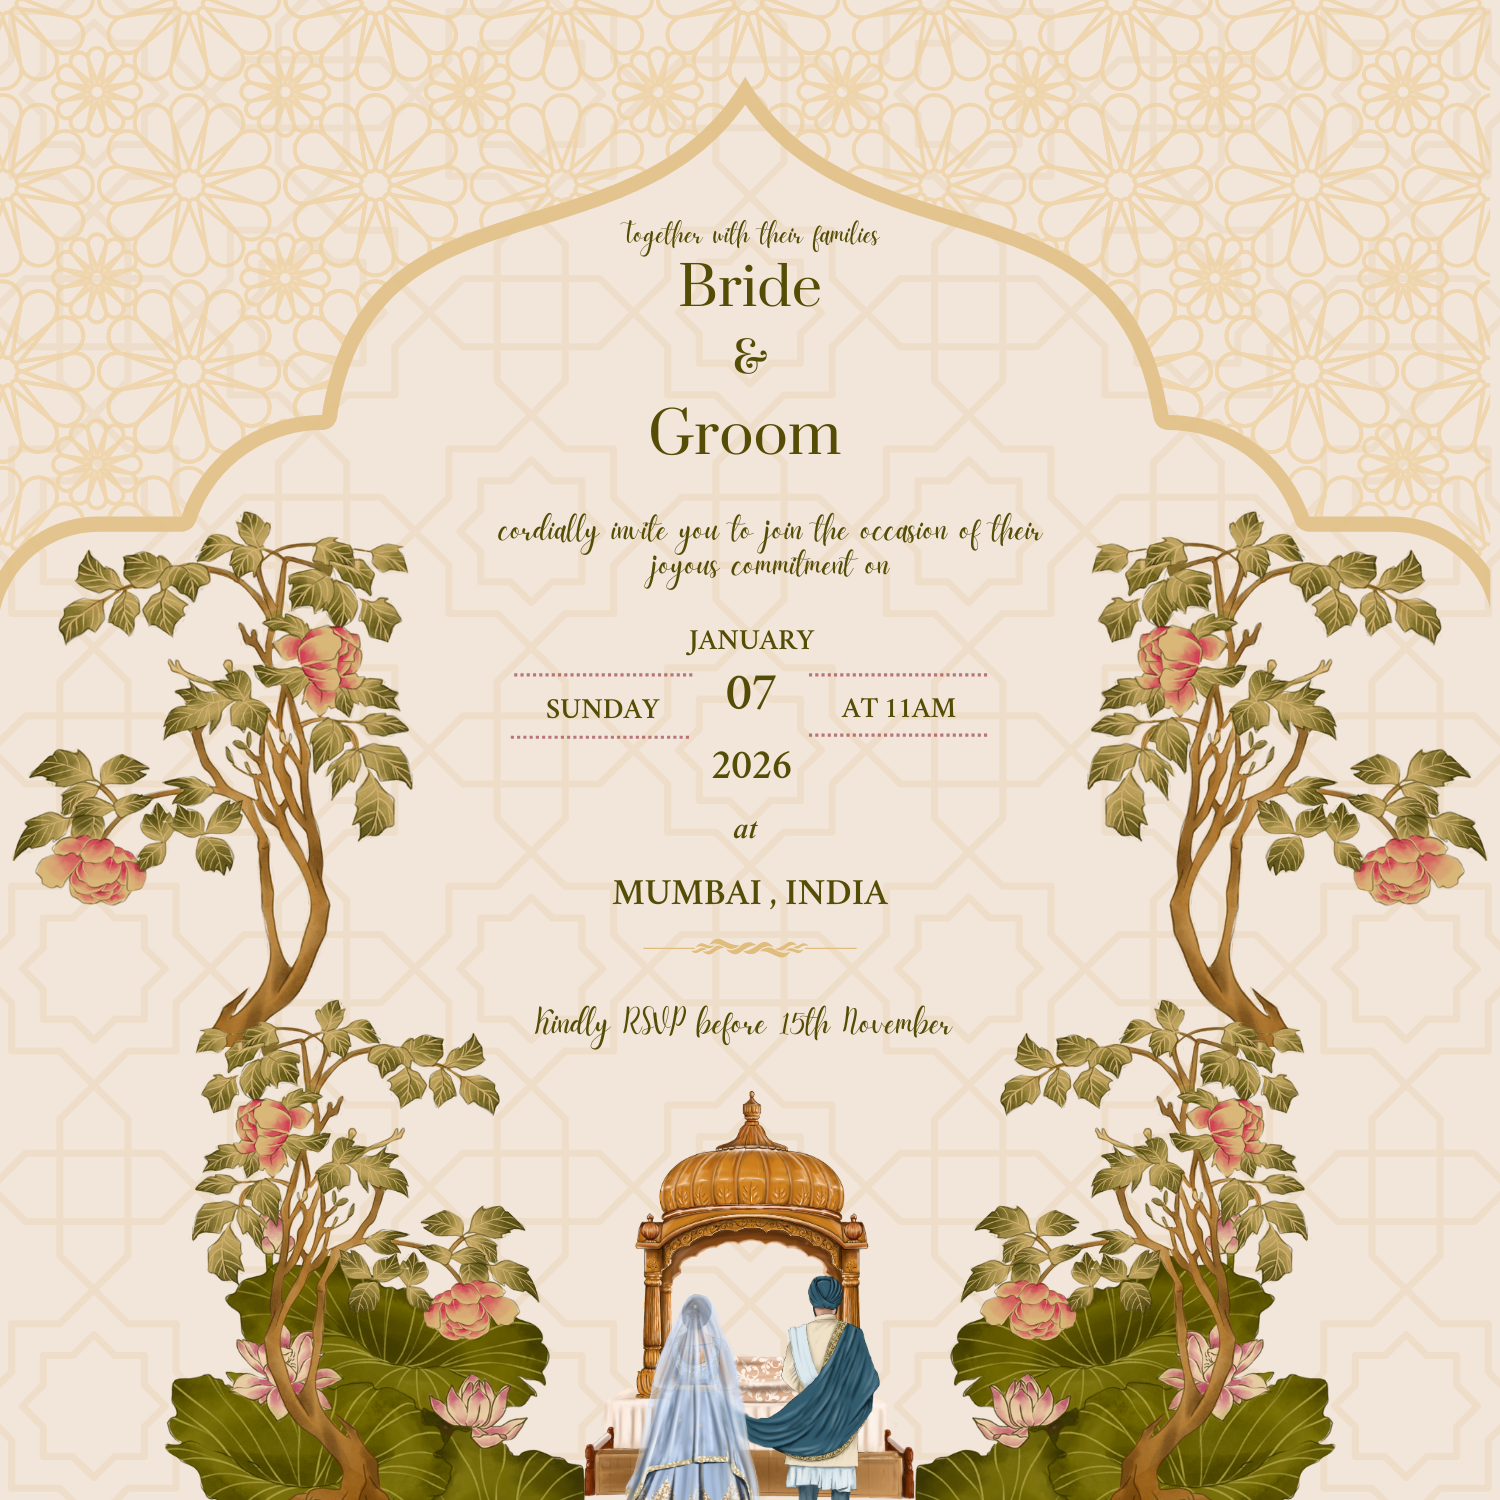 together with their families
Bride
&
Groom
cordially invite you to join the occasion of their
joyous commitment on
JANUARY
SUNDAY 07 AT 11AM
2026
at
MUMBAI , INDIA
Kindly RSVP before 15th November